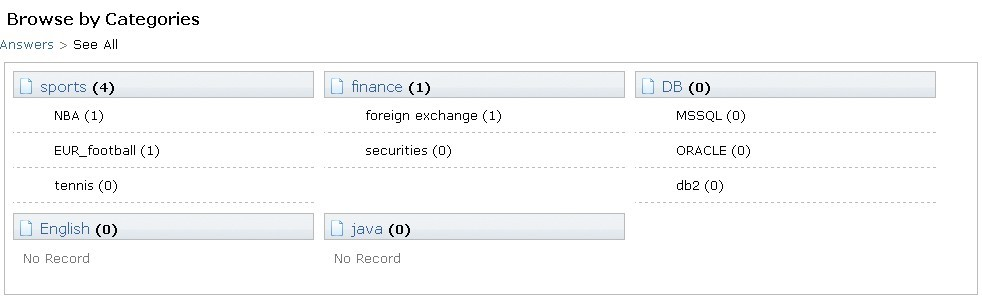 Browse by Categories
Answers > See All
sports (4)
NBA (1)
EUR_football (1)
tennis (0)
finance (1)
foreign exchange (1)
securities (0)
DB (0)
MSSQL (0)
ORACLE (0)
db2 (0)
English (0)
No Record
java (0)
No Record